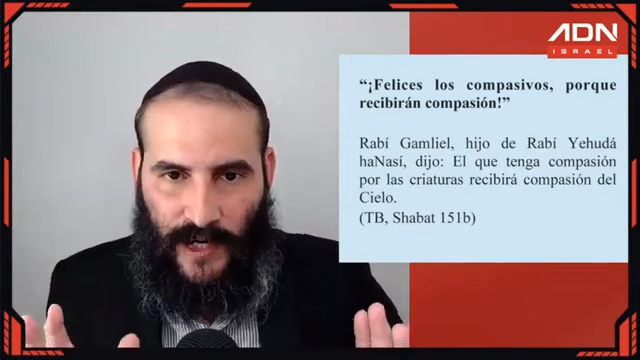 ADN
ISRAEL
“¡Felices los compasivos, porque
recibirán compasión!”
Rabí Gamliel, hijo de Rabí Yehudá
haNasí, dijo: El que tenga compasión
por las criaturas recibirá compasión del
Cielo.
(TB, Shabat 151b)